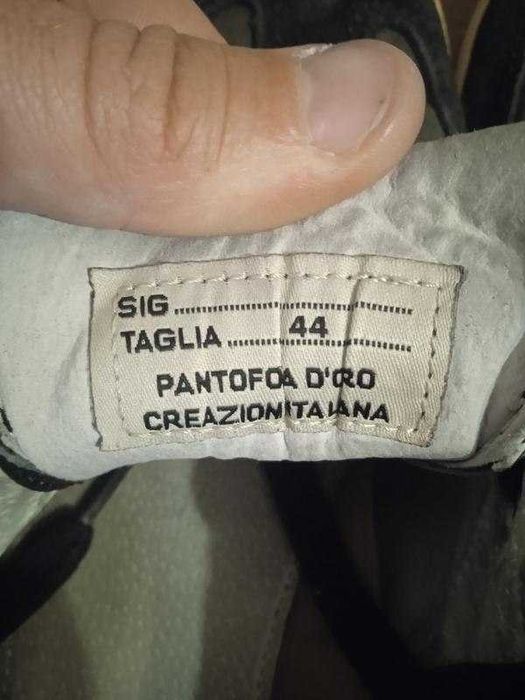 SIG
TAGLIA 44
PANTOFOLA D'ORO
CREAZIONI ITALIANA